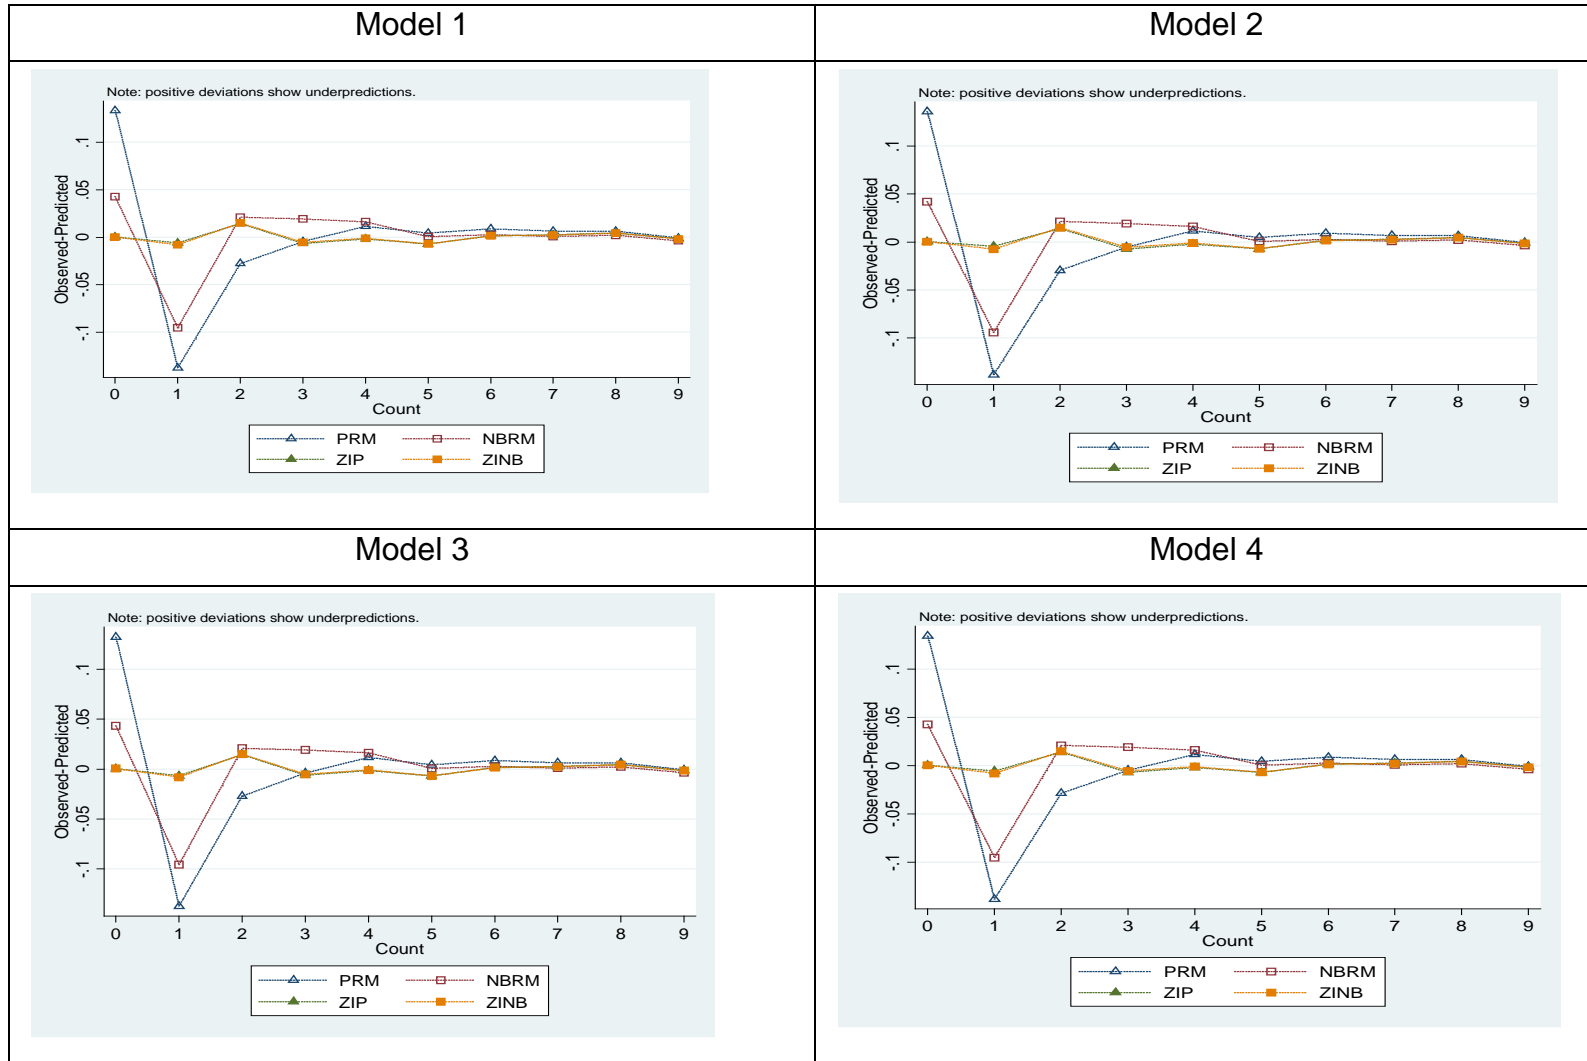 Model 1
Model 2
Note: positive deviations show underpredictions.
Observed-Predicted
.1
.05
0
-.05
-.1
0 1 2 3 4 5 6 7 8 9
Count
PRM NBRM
ZIP ZINB
Note: positive deviations show underpredictions.
Observed-Predicted
.1
.05
0
-.05
-.1
0 1 2 3 4 5 6 7 8 9
Count
PRM NBRM
ZIP ZINB
Model 3
Model 4
Note: positive deviations show underpredictions.
Observed-Predicted
.1
.05
0
-.05
-.1
0 1 2 3 4 5 6 7 8 9
Count
PRM NBRM
ZIP ZINB
Note: positive deviations show underpredictions.
Observed-Predicted
.1
.05
0
-.05
-.1
0 1 2 3 4 5 6 7 8 9
Count
PRM NBRM
ZIP ZINB